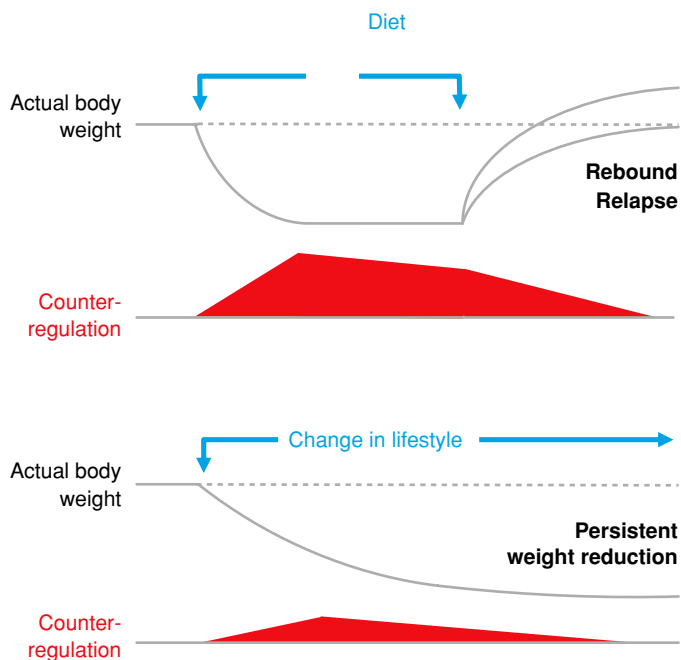 Diet
Actual body
weight
Rebound
Relapse
Counter-
regulation
Change in lifestyle
Actual body
weight
Persistent
weight reduction
Counter-
regulation